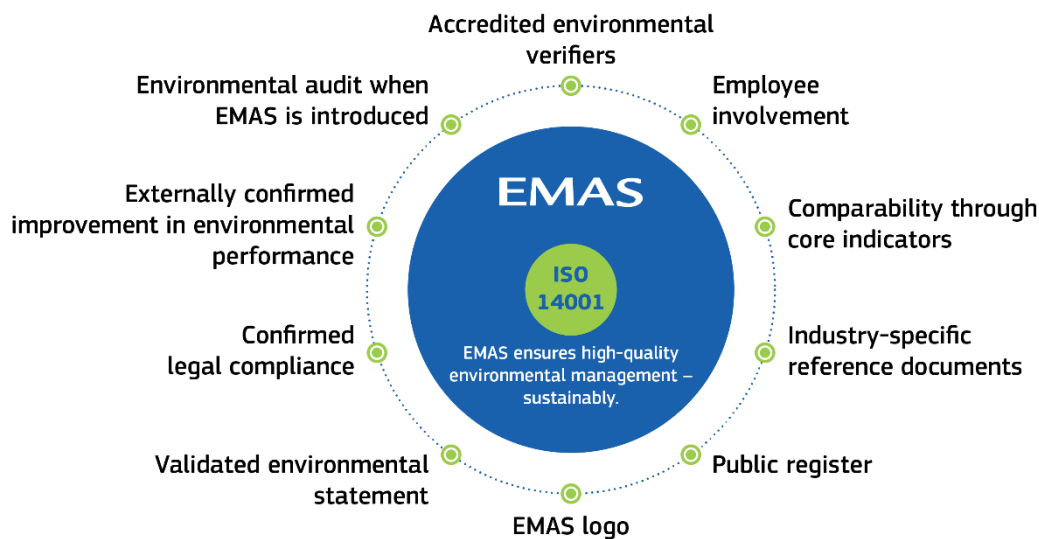 Accredited environmental
verifiers
Employee
involvement
Comparability through
core indicators
Industry-specific
reference documents
Public register
EMAS logo
Validated environmental
statement
Confirmed
legal compliance
Externally confirmed
improvement in environmental
performance
Environmental audit when
EMAS is introduced
EMAS
ISO
14001
EMAS ensures high-quality
environmental management –
sustainably.